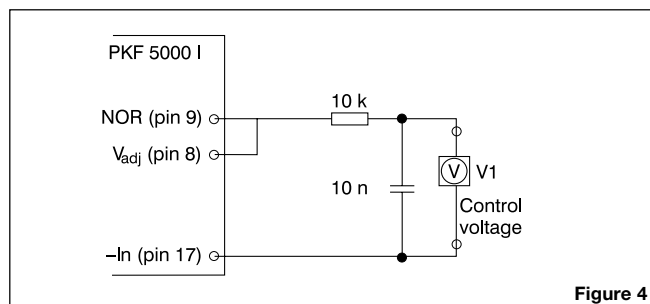 PKF 5000 I
NOR (pin 9)
V_adj (pin 8)
–In (pin 17)
10 k
10 n
V
V1
Control
voltage
Figure 4